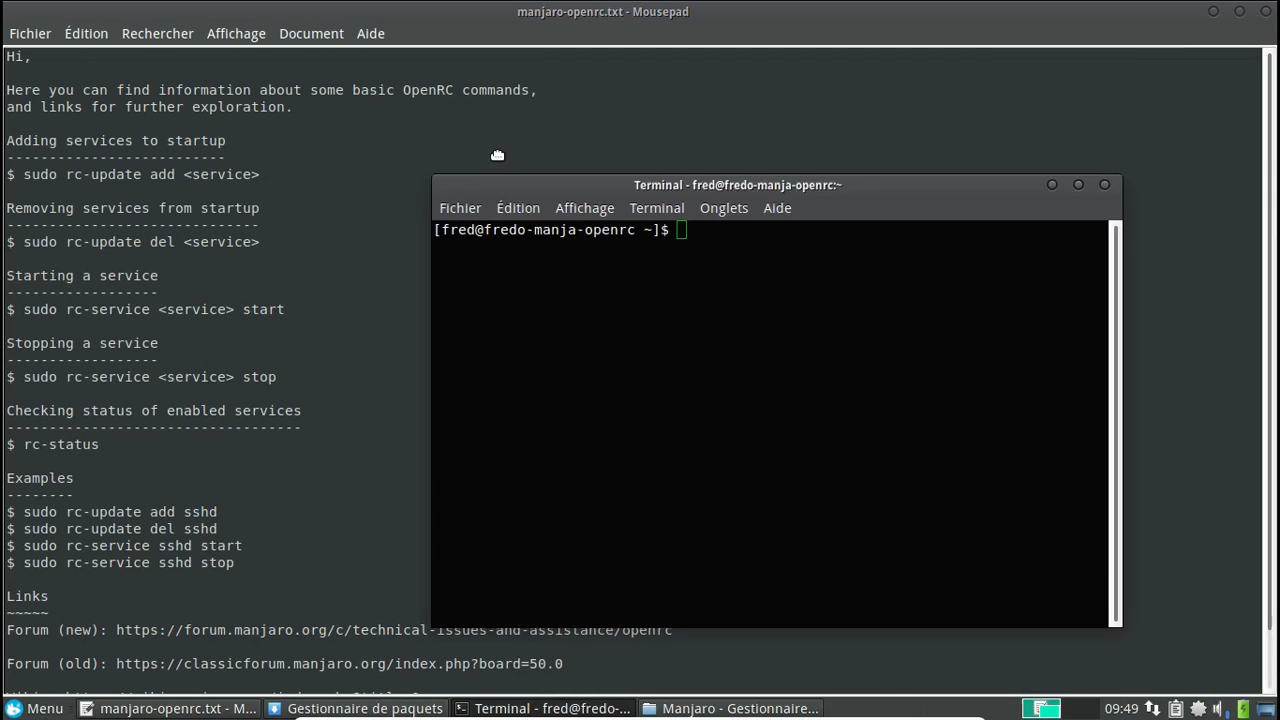 manjaro-openrc.txt - Mousepad
Fichier Édition Rechercher Affichage Document Aide
Hi,
Here you can find information about some basic OpenRC commands,
and links for further exploration.
Adding services to startup
--------------------------
$ sudo rc-update add <service>
Removing services from startup
------------------------------
$ sudo rc-update del <service>
Starting a service
------------------
$ sudo rc-service <service> start
Stopping a service
------------------
$ sudo rc-service <service> stop
Checking status of enabled services
-----------------------------------
$ rc-status
Examples
--------
$ sudo rc-update add sshd
$ sudo rc-update del sshd
$ sudo rc-service sshd start
$ sudo rc-service sshd stop
Links
~~~~~
Forum (new): https://forum.manjaro.org/c/technical-issues-and-assistance/openrc
Forum (old): https://classicforum.manjaro.org/index.php?board=50.0
Terminal - fred@fredo-manja-openrc:~
Fichier Édition Affichage Terminal Onglets Aide
[fred@fredo-manja-openrc ~]$
Menu manjaro-openrc.txt - M... Gestionnaire de paquets Terminal - fred@fredo-... Manjaro - Gestionnaire... 09:49